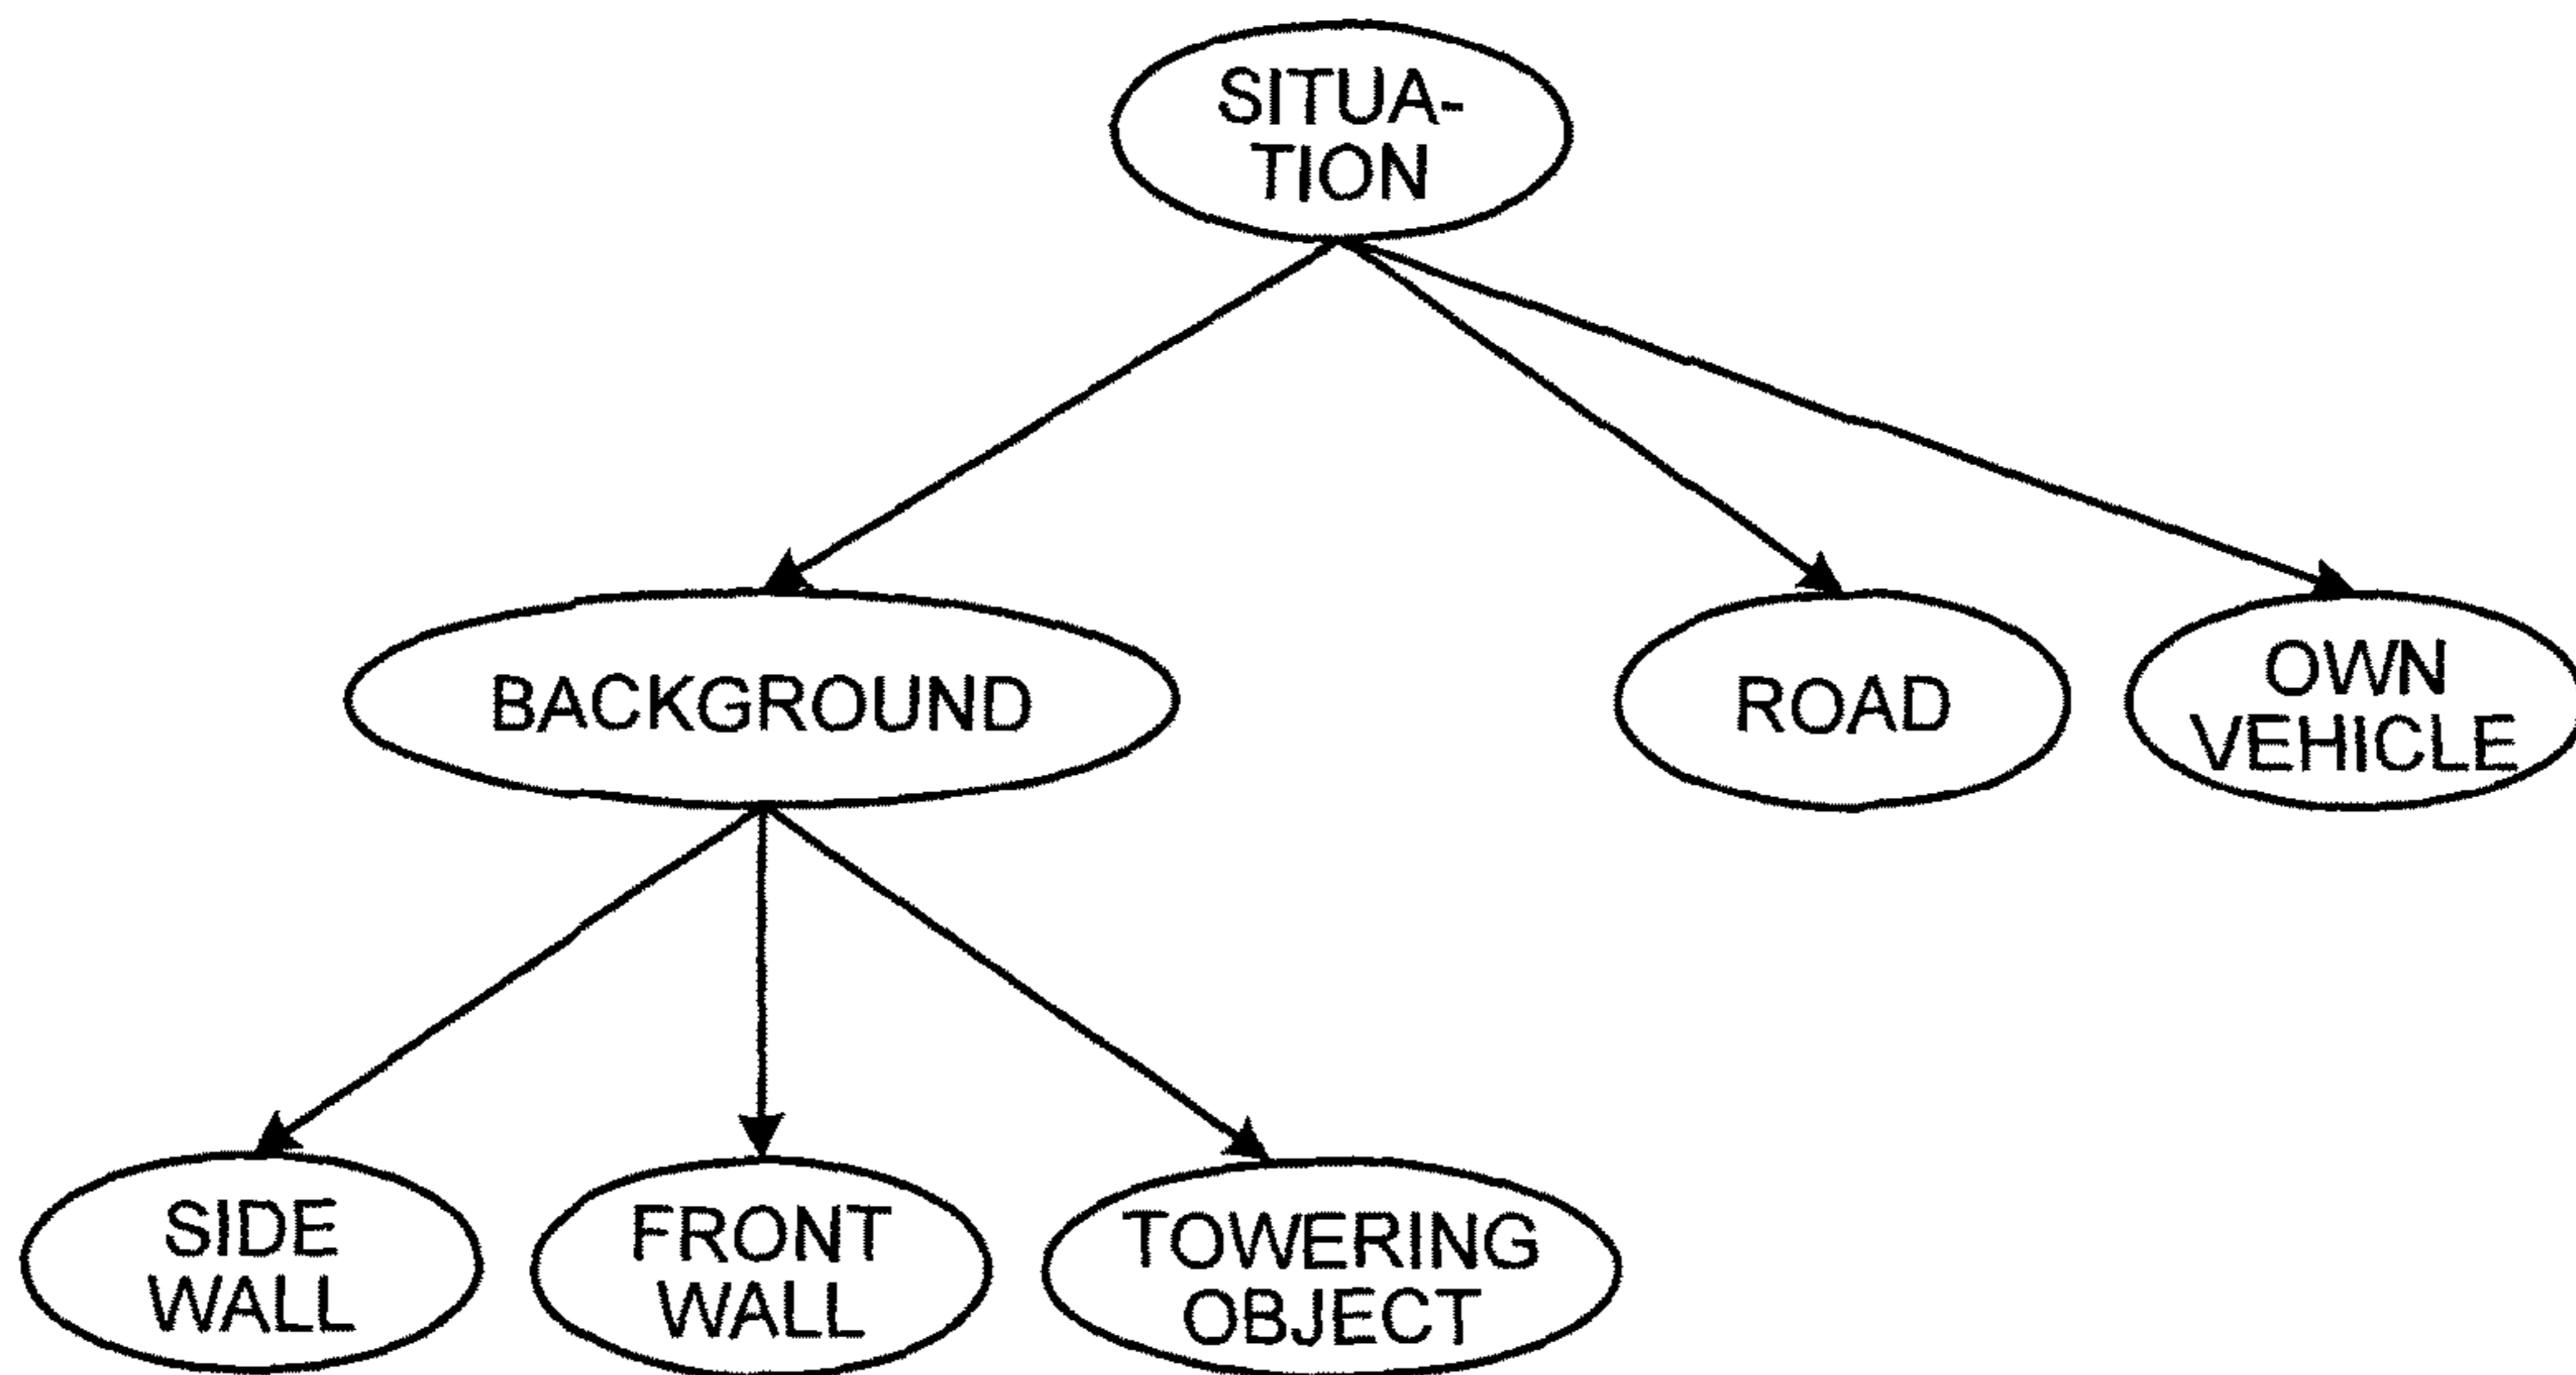 SITUA-
TION
BACKGROUND
ROAD
OWN
VEHICLE
SIDE
WALL
FRONT
WALL
TOWERING
OBJECT